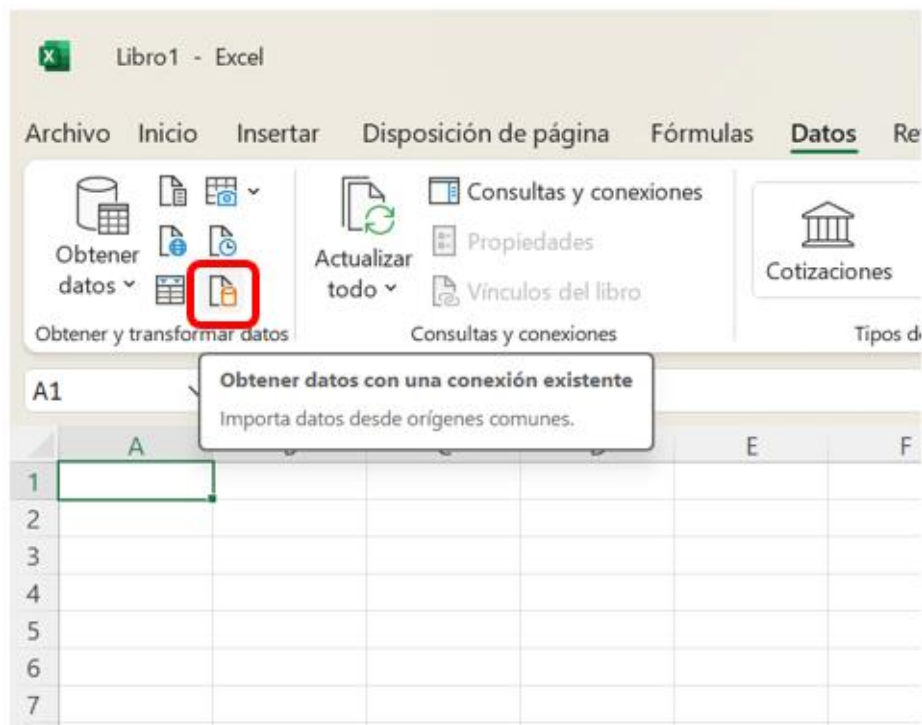 Libro1 - Excel
Archivo Inicio Insertar Disposición de página Fórmulas Datos Re
Obtener datos
Actualizar todo
Consultas y conexiones
Propiedades
Vínculos del libro
Cotizaciones
Obtener y transformar datos
Consultas y conexiones
Tipos d
A1
Obtener datos con una conexión existente
Importa datos desde orígenes comunes.
A E F
1
2
3
4
5
6
7